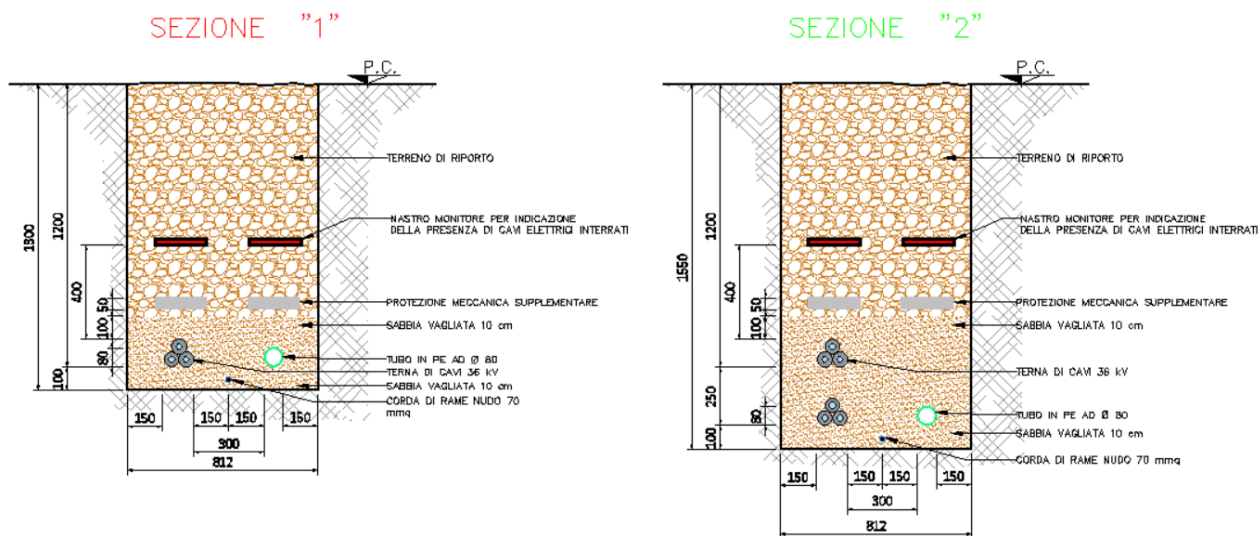 SEZIONE "1"
P.C.
1300
1200
400
50
100
80
100
TERRENO DI RIPORTO
NASTRO MONITORE PER INDICAZIONE
DELLA PRESENZA DI CAVI ELETTRICI INTERRATI
PROTEZIONE MECCANICA SUPPLEMENTARE
SABBIA VAGLIATA 10 cm
TUBO IN PE AD Ø 80
TERNA DI CAVI 36 kV
SABBIA VAGLIATA 10 cm
CORDA DI RAME NUDO 70
mmq
150
150
150
150
300
812
SEZIONE "2"
P.C.
1550
1200
400
50
100
250
80
100
TERRENO DI RIPORTO
NASTRO MONITORE PER INDICAZIONE
DELLA PRESENZA DI CAVI ELETTRICI INTERRATI
PROTEZIONE MECCANICA SUPPLEMENTARE
SABBIA VAGLIATA 10 cm
TERNA DI CAVI 36 kV
TUBO IN PE AD Ø 80
SABBIA VAGLIATA 10 cm
CORDA DI RAME NUDO 70 mmq
150
150
150
150
300
812